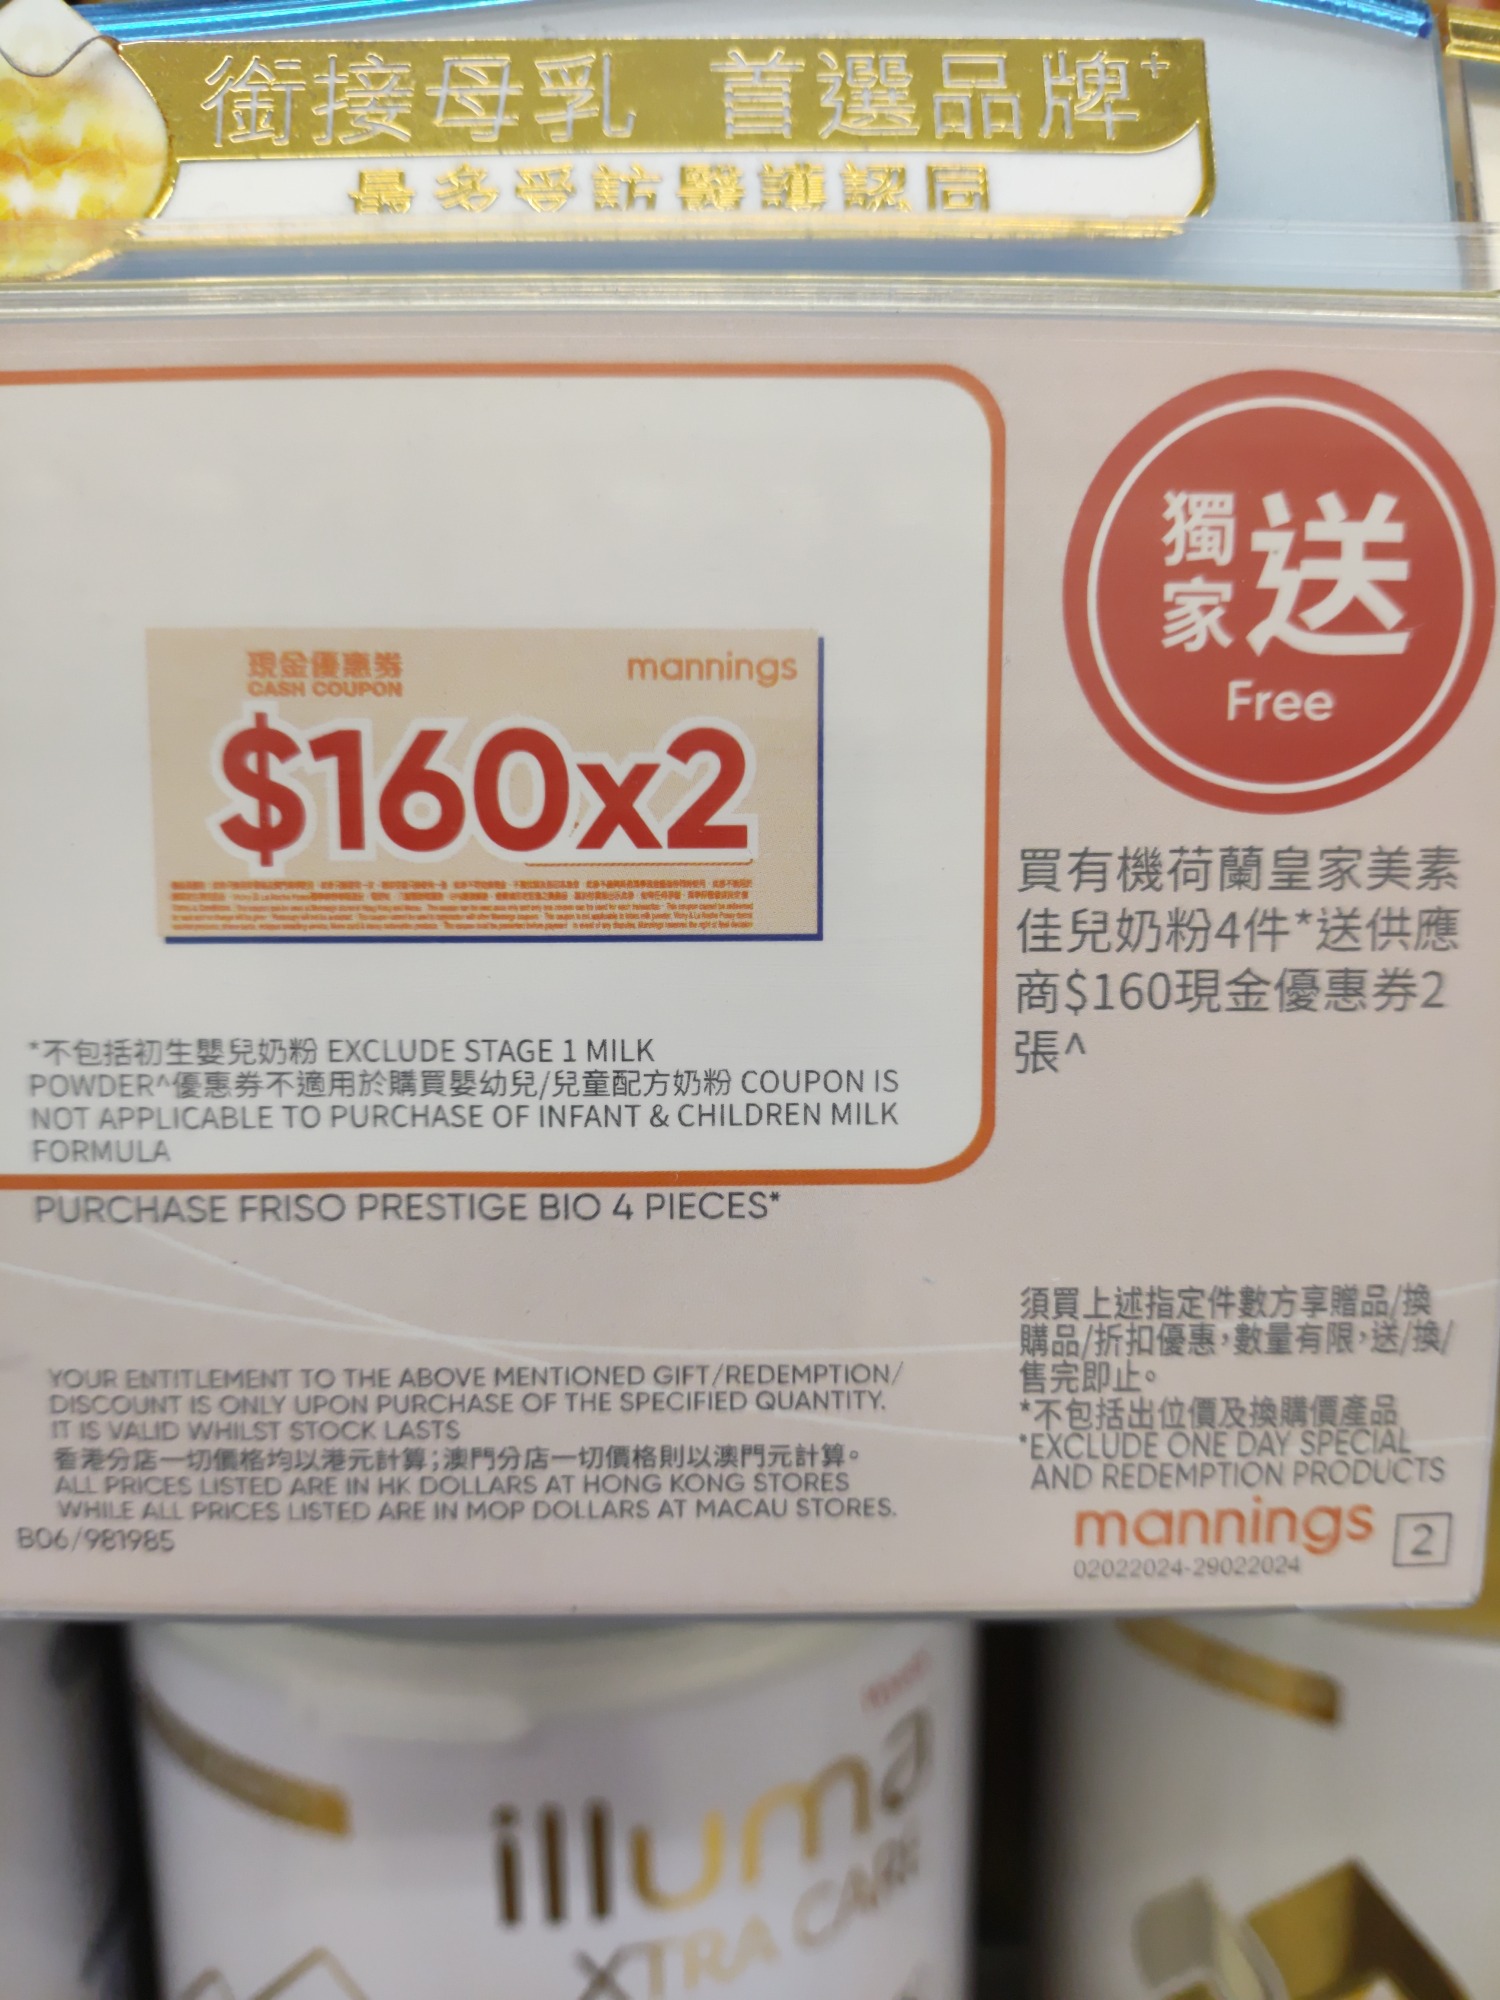 銜接母乳 首選品牌+
最多受訪醫護認同
獨家送
Free
現金優惠券
CASH COUPON
mannings
$160x2
買有機荷蘭皇家美素
佳兒奶粉4件*送供應
商$160現金優惠券2
張^
*不包括初生嬰兒奶粉 EXCLUDE STAGE 1 MILK
POWDER^優惠券不適用於購買嬰幼兒/兒童配方奶粉 COUPON IS
NOT APPLICABLE TO PURCHASE OF INFANT & CHILDREN MILK
FORMULA
PURCHASE FRISO PRESTIGE BIO 4 PIECES*
須買上述指定件數方享贈品/換
購品/折扣優惠,數量有限,送/換/
售完即止。
*不包括出位價及換購價產品
*EXCLUDE ONE DAY SPECIAL
AND REDEMPTION PRODUCTS
YOUR ENTITLEMENT TO THE ABOVE MENTIONED GIFT/REDEMPTION/
DISCOUNT IS ONLY UPON PURCHASE OF THE SPECIFIED QUANTITY.
IT IS VALID WHILST STOCK LASTS
香港分店一切價格均以港元計算;澳門分店一切價格則以澳門元計算。
ALL PRICES LISTED ARE IN HK DOLLARS AT HONG KONG STORES
WHILE ALL PRICES LISTED ARE IN MOP DOLLARS AT MACAU STORES.
B06/981985
mannings 2
02022024-29022024
illuma
XTRA CARE